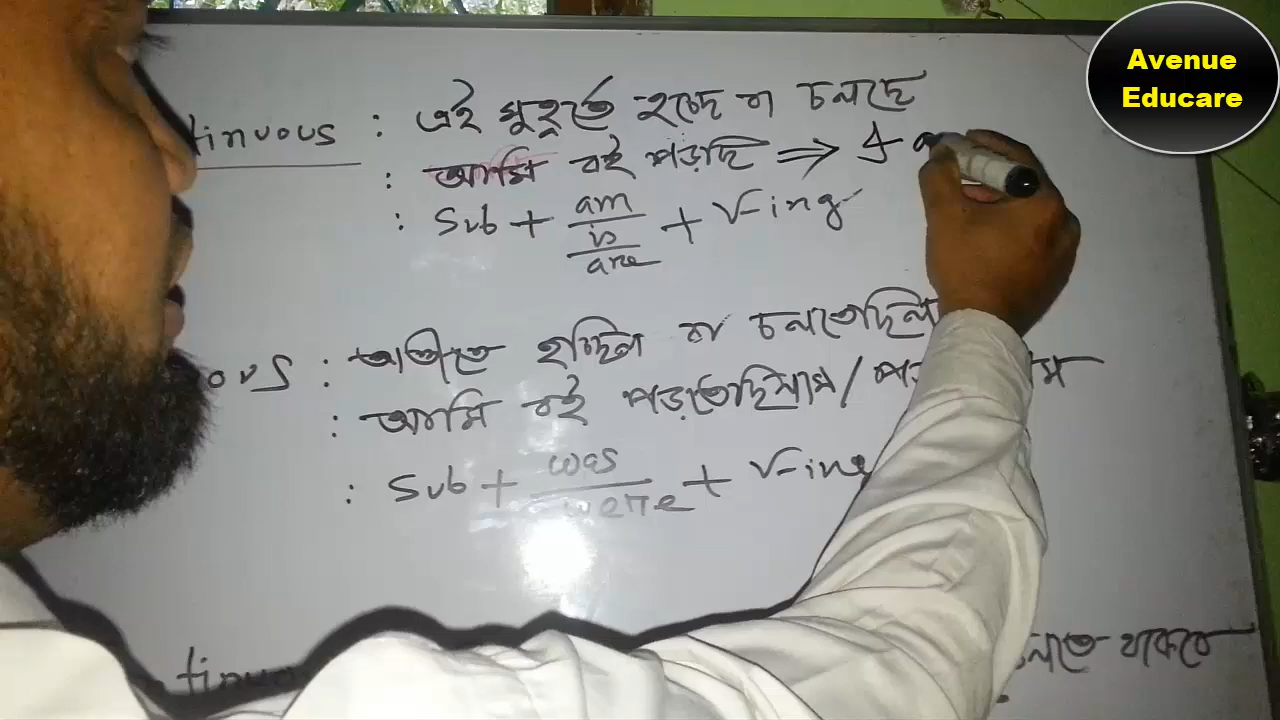 Avenue
Educare
tinuous : এই মুহূর্তে হচ্ছে বা চলছে
: আমি বই পড়ছি ⇒ I a
: Sub + am/is/are + V-ing
ous : অতীতে হচ্ছিল বা চলতেছিল
: আমি বই পড়তেছিলাম / পড়
: Sub + was/were + V-ing
tinuo
লতে থাকবে